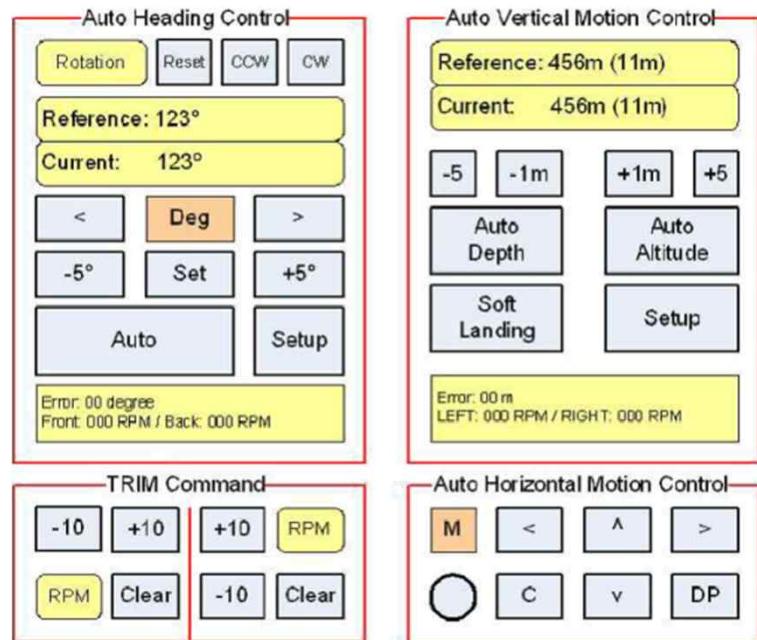 Auto Heading Control
Rotation Reset CCW CW
Reference: 123°
Current: 123°
< Deg >
-5° Set +5°
Auto Setup
Error: 00 degree
Front: 000 RPM / Back: 000 RPM
Auto Vertical Motion Control
Reference: 456m (11m)
Current: 456m (11m)
-5 -1m +1m +5
Auto
Depth
Auto
Altitude
Soft
Landing
Setup
Error: 00 m
LEFT: 000 RPM / RIGHT: 000 RPM
TRIM Command
-10 +10 +10 RPM
RPM Clear -10 Clear
Auto Horizontal Motion Control
M < ^ >
C v DP